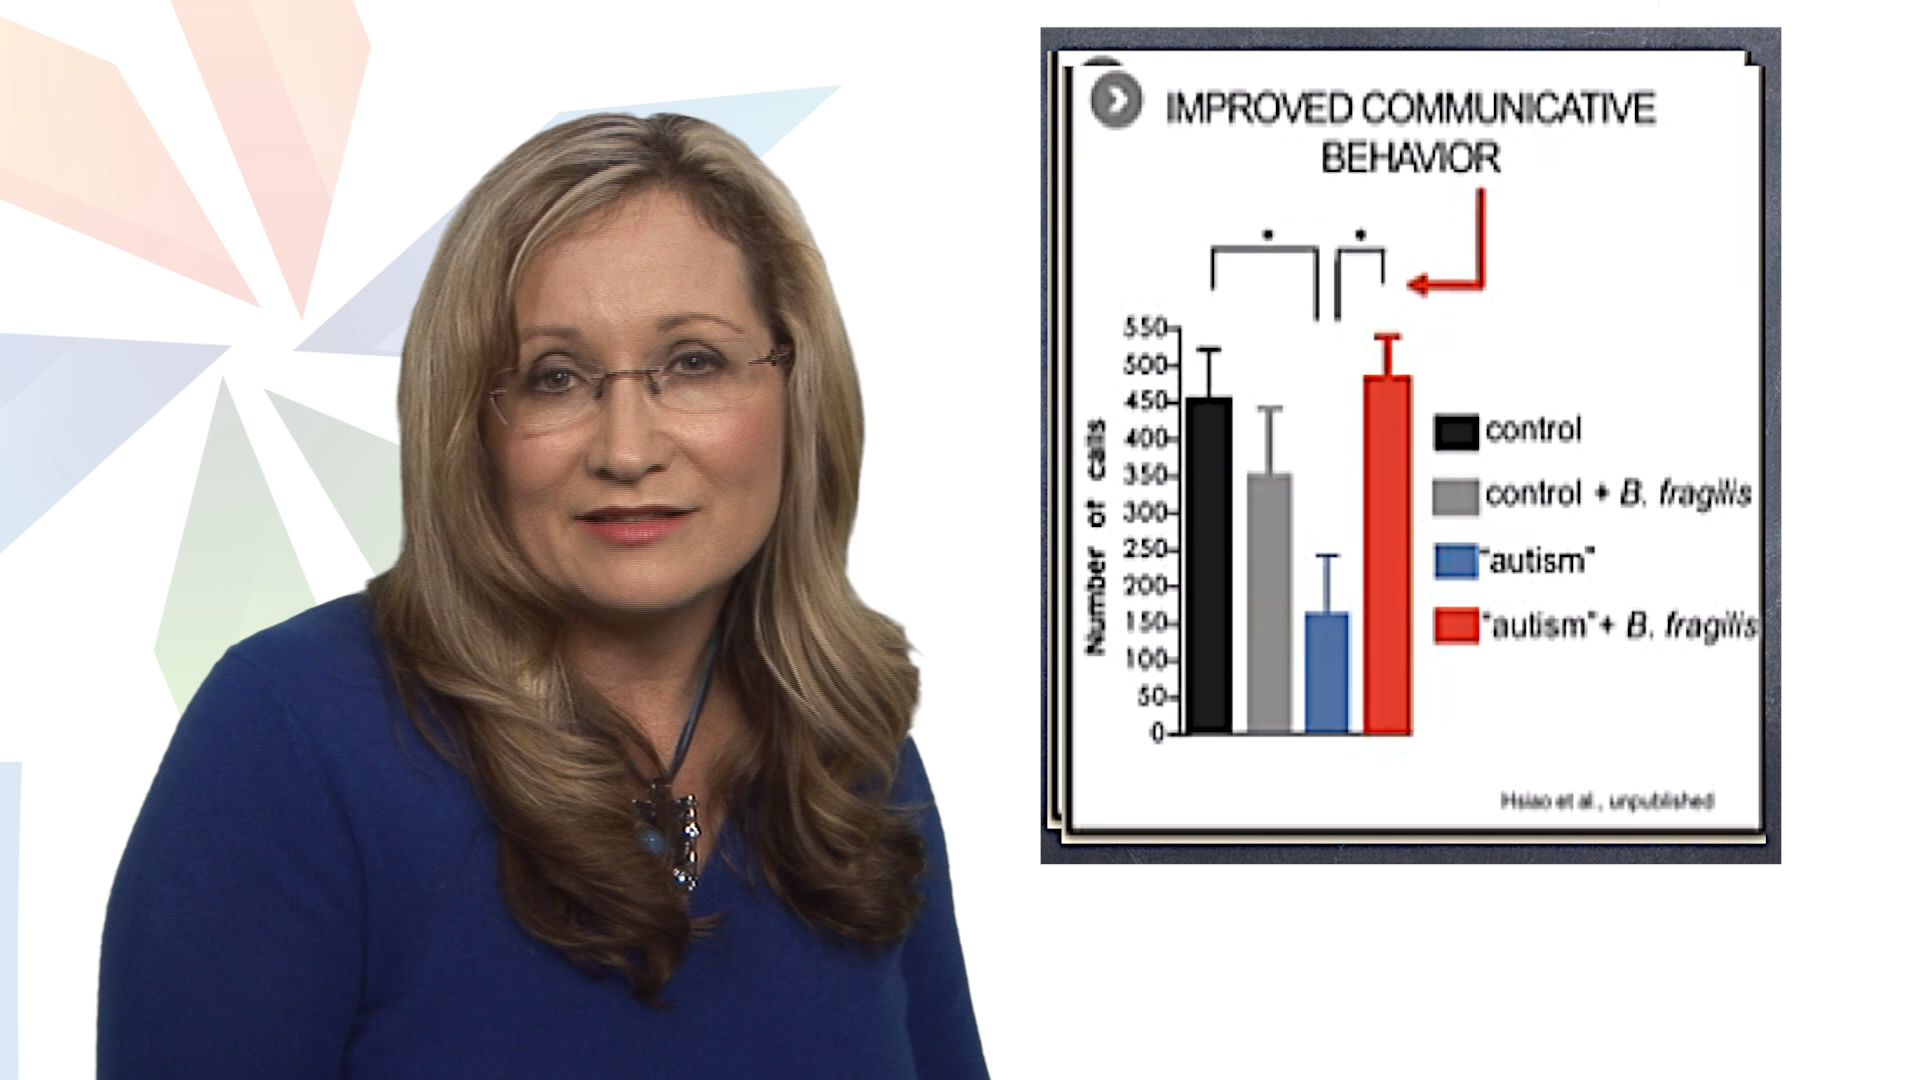 IMPROVED COMMUNICATIVE
BEHAVIOR
550
500
450
400
350
300
250
200
150
100
50
0
Number of calls
control
control + B. fragilis
"autism"
"autism"+ B. fragilis
Hsiao et al., unpublished